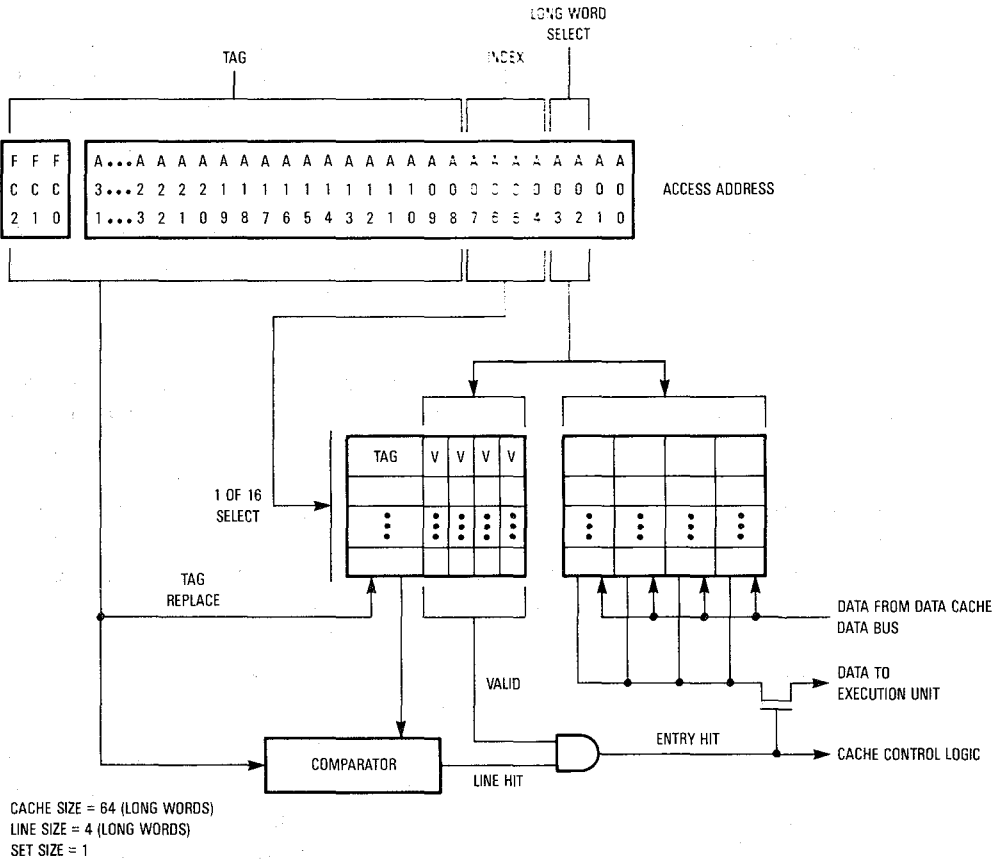 LONG WORD
SELECT
TAG
INDEX
F F F A•••A A A A A A A A A A A A A A A A A A A A A A A A
C C C 3•••2 2 2 2 1 1 1 1 1 1 1 1 1 1 0 0 0 0 0 0 0 0 0 0
2 1 0 1•••3 2 1 0 9 8 7 6 5 4 3 2 1 0 9 8 7 6 5 4 3 2 1 0
ACCESS ADDRESS
TAG V V V V
1 OF 16
SELECT
TAG
REPLACE
DATA FROM DATA CACHE
DATA BUS
VALID
DATA TO
EXECUTION UNIT
ENTRY HIT
COMPARATOR
CACHE CONTROL LOGIC
LINE HIT
CACHE SIZE = 64 (LONG WORDS)
LINE SIZE = 4 (LONG WORDS)
SET SIZE = 1